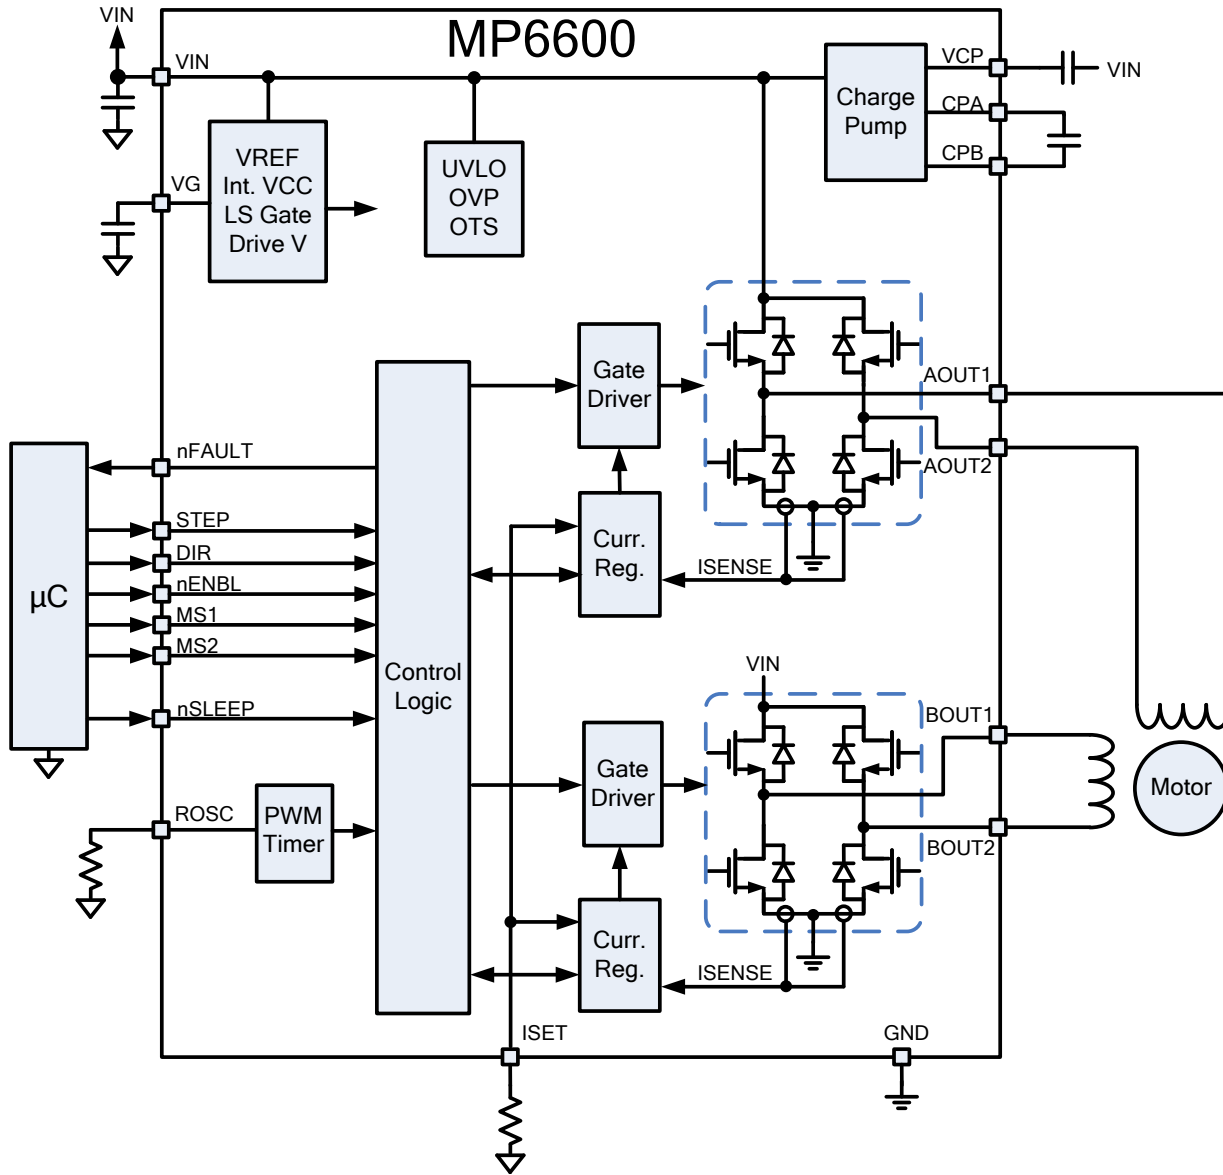 MP6600
VIN
VIN
VCP
VIN
Charge
Pump
CPA
CPB
VREF
Int. VCC
LS Gate
Drive V
UVLO
OVP
OTS
VG
Gate
Driver
AOUT1
AOUT2
nFAULT
STEP
DIR
nENBL
MS1
MS2
nSLEEP
µC
Curr.
Reg.
ISENSE
Control
Logic
VIN
BOUT1
Gate
Driver
Motor
BOUT2
ROSC
PWM
Timer
Curr.
Reg.
ISENSE
ISET
GND